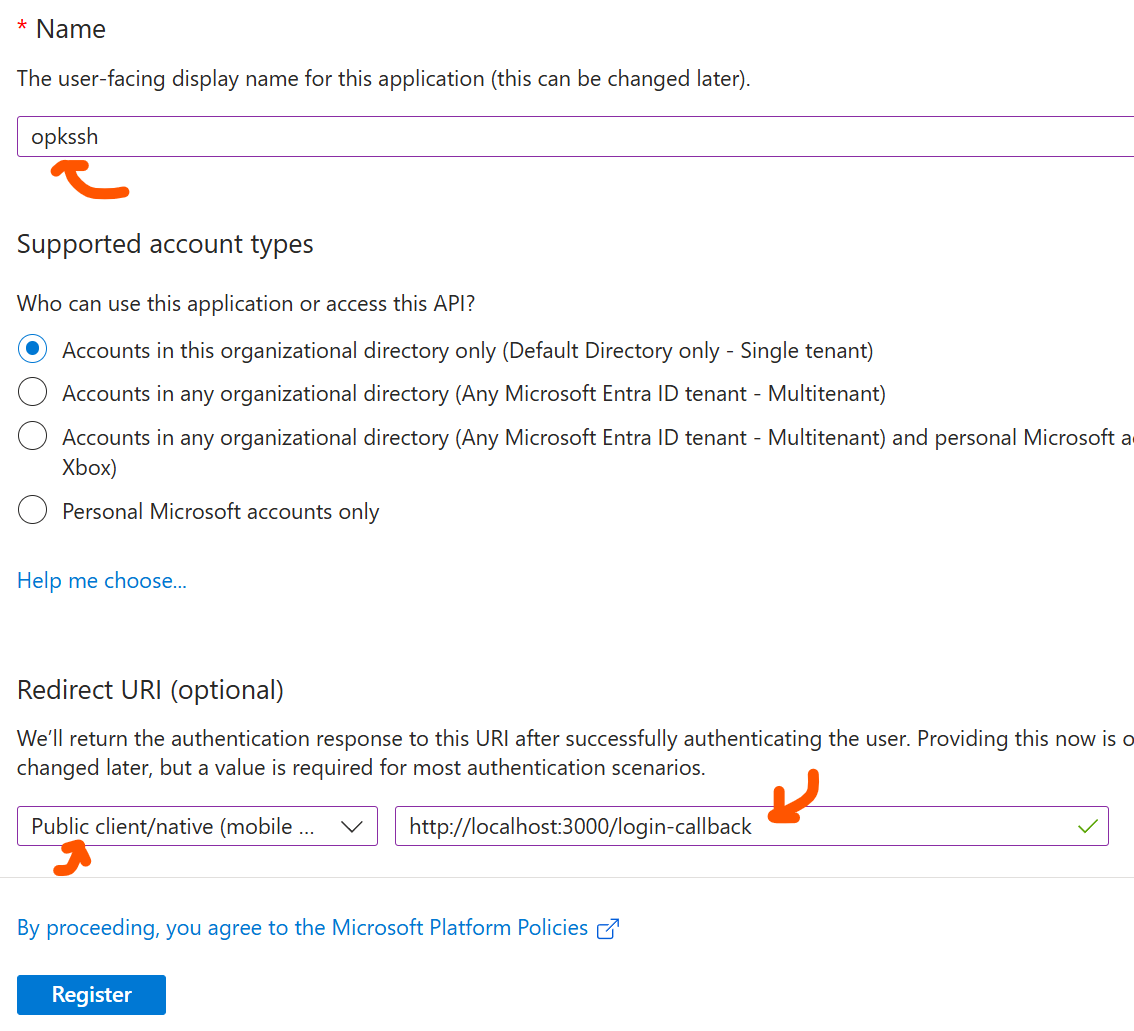 * Name
The user-facing display name for this application (this can be changed later).
opkssh
Supported account types
Who can use this application or access this API?
Accounts in this organizational directory only (Default Directory only - Single tenant)
Accounts in any organizational directory (Any Microsoft Entra ID tenant - Multitenant)
Accounts in any organizational directory (Any Microsoft Entra ID tenant - Multitenant) and personal Microsoft
Xbox)
Personal Microsoft accounts only
Help me choose...
Redirect URI (optional)
We'll return the authentication response to this URI after successfully authenticating the user. Providing this now is
changed later, but a value is required for most authentication scenarios.
Public client/native (mobile ...
http://localhost:3000/login-callback
By proceeding, you agree to the Microsoft Platform Policies
Register